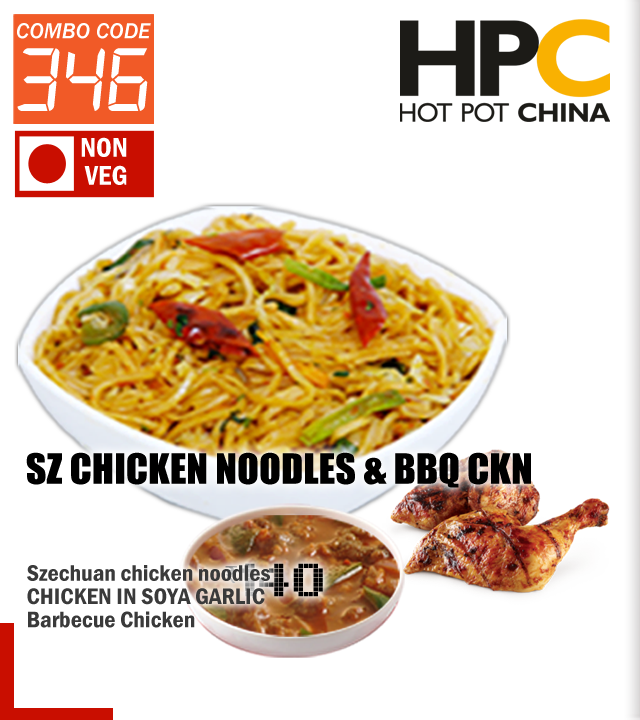 COMBO CODE
346
NON
VEG
HPC
HOT POT CHINA
SZ CHICKEN NOODLES & BBQ CKN
Szechuan chicken noodles
CHICKEN IN SOYA GARLIC
Barbecue Chicken